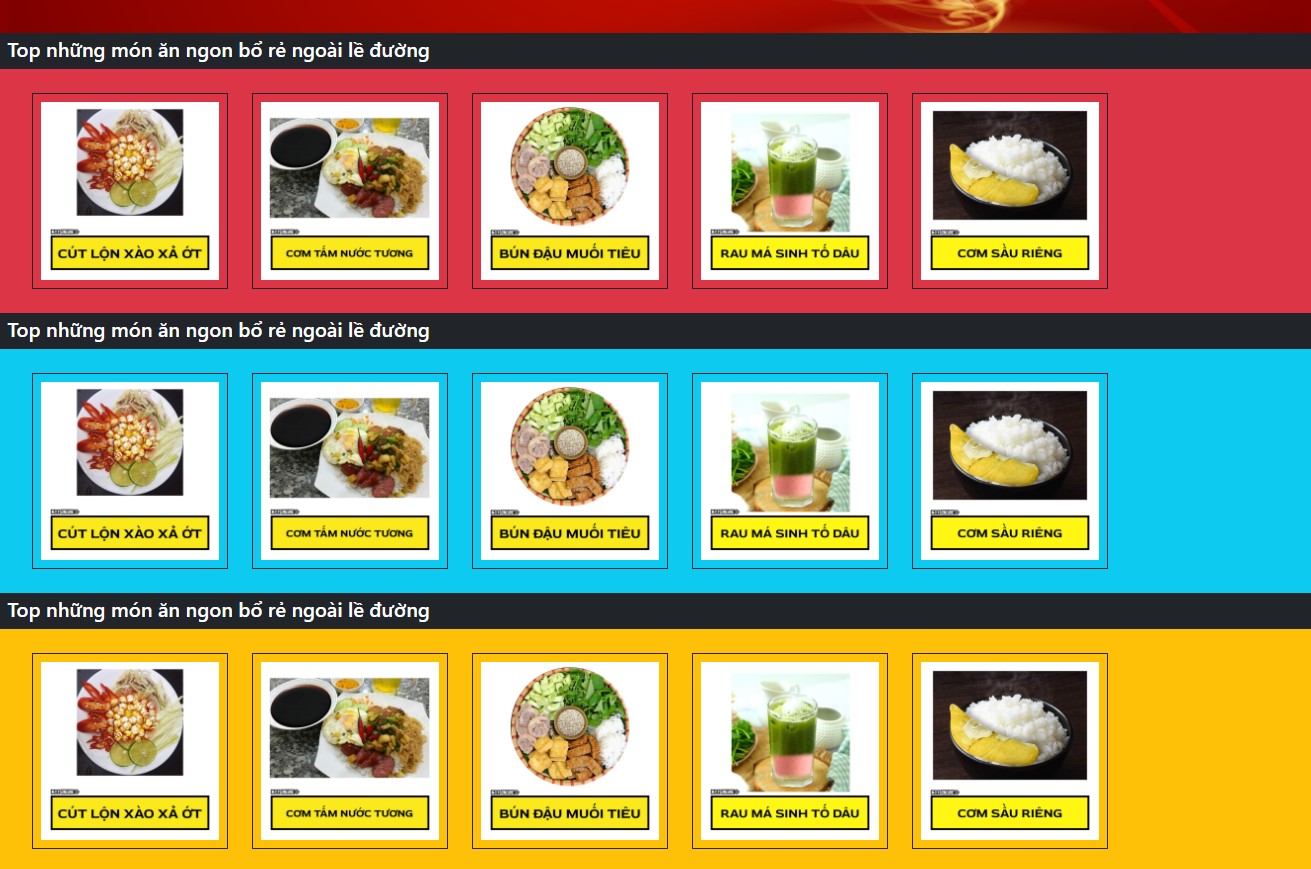 Top những món ăn ngon bổ rẻ ngoài lề đường
CÚT LỘN XÀO XẢ ỚT
CƠM TẤM NƯỚC TƯƠNG
BÚN ĐẬU MUỐI TIÊU
RAU MÁ SINH TỐ DÂU
CƠM SẦU RIÊNG
Top những món ăn ngon bổ rẻ ngoài lề đường
CÚT LỘN XÀO XẢ ỚT
CƠM TẤM NƯỚC TƯƠNG
BÚN ĐẬU MUỐI TIÊU
RAU MÁ SINH TỐ DÂU
CƠM SẦU RIÊNG
Top những món ăn ngon bổ rẻ ngoài lề đường
CÚT LỘN XÀO XẢ ỚT
CƠM TẤM NƯỚC TƯƠNG
BÚN ĐẬU MUỐI TIÊU
RAU MÁ SINH TỐ DÂU
CƠM SẦU RIÊNG